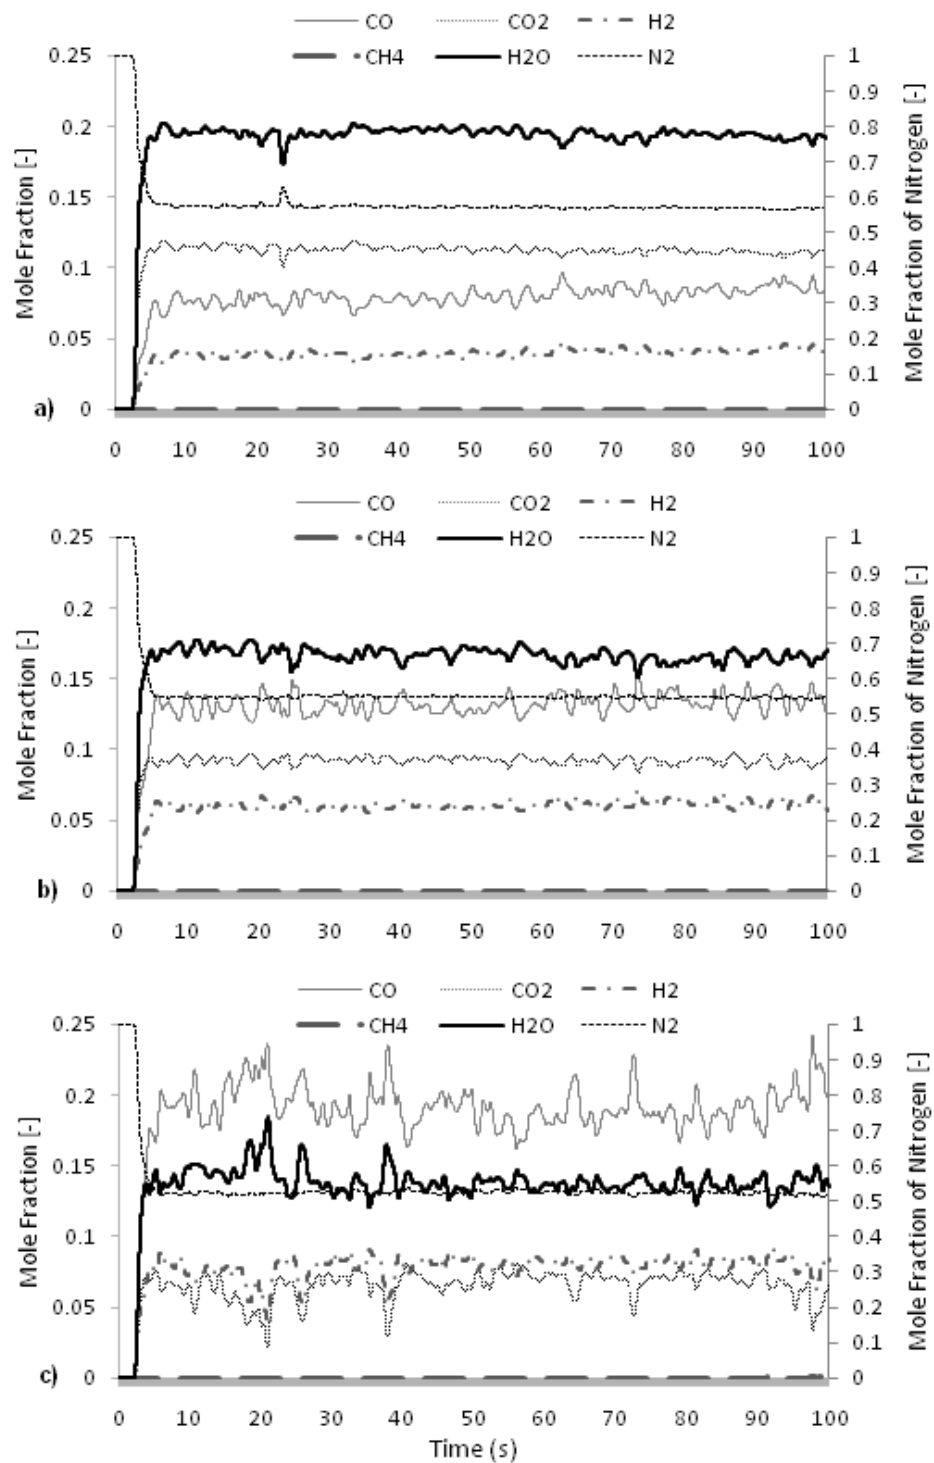 CO CO2 H2
CH4 H2O N2
0.25 1
0.9
0.2 0.8
0.7
0.15 0.6
0.5
0.1 0.4
0.3
0.05 0.2
0.1
a) 0 0
Mole Fraction [-]
Mole Fraction of Nitrogen [-]
0 10 20 30 40 50 60 70 80 90 100
CO CO2 H2
CH4 H2O N2
0.25 1
0.9
0.2 0.8
0.7
0.15 0.6
0.5
0.1 0.4
0.3
0.05 0.2
0.1
b) 0 0
Mole Fraction [-]
Mole Fraction of Nitrogen [-]
0 10 20 30 40 50 60 70 80 90 100
CO CO2 H2
CH4 H2O N2
0.25 1
0.9
0.2 0.8
0.7
0.15 0.6
0.5
0.1 0.4
0.3
0.05 0.2
0.1
c) 0 0
Mole Fraction [-]
Mole Fraction of Nitrogen [-]
0 10 20 30 40 50 60 70 80 90 100
Time (s)